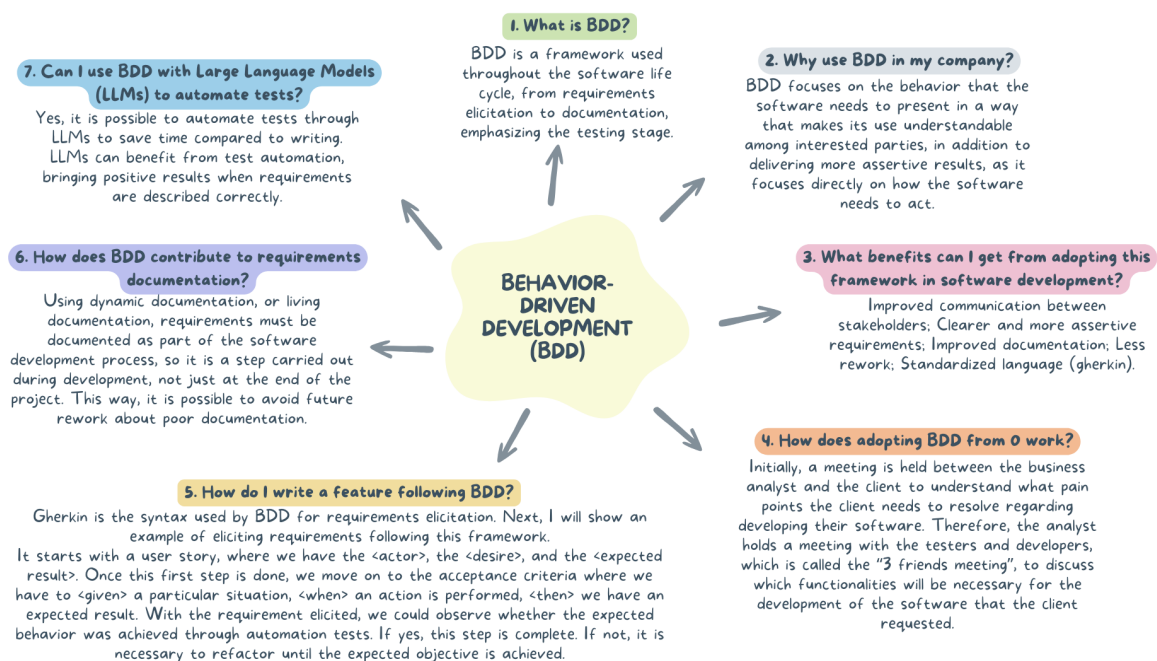 BEHAVIOR-
DRIVEN
DEVELOPMENT
(BDD)
1. What is BDD?
BDD is a framework used
throughout the software life
cycle, from requirements
elicitation to documentation,
emphasizing the testing stage.
2. Why use BDD in my company?
BDD focuses on the behavior that the
software needs to present in a way
that makes its use understandable
among interested parties, in addition to
delivering more assertive results, as it
focuses directly on how the software
needs to act.
3. What benefits can I get from adopting this
framework in software development?
Improved communication between
stakeholders; Clearer and more assertive
requirements; Improved documentation; Less
rework; Standardized language (gherkin).
4. How does adopting BDD from 0 work?
Initially, a meeting is held between the business
analyst and the client to understand what pain
points the client needs to resolve regarding
developing their software. Therefore, the analyst
holds a meeting with the testers and developers,
which is called the "3 friends meeting", to discuss
which functionalities will be necessary for the
development of the software that the client
requested.
5. How do I write a feature following BDD?
Gherkin is the syntax used by BDD for requirements elicitation. Next, I will show an
example of eliciting requirements following this framework.
It starts with a user story, where we have the <actor>, the <desire>, and the <expected
result>. Once this first step is done, we move on to the acceptance criteria where we
have to <given> a particular situation, <when> an action is performed, <then> we have an
expected result. With the requirement elicited, we could observe whether the expected
behavior was achieved through automation tests. If yes, this step is complete. If not, it is
necessary to refactor until the expected objective is achieved.
6. How does BDD contribute to requirements
documentation?
Using dynamic documentation, or living
documentation, requirements must be
documented as part of the software
development process, so it is a step carried out
during development, not just at the end of the
project. This way, it is possible to avoid future
rework about poor documentation.
7. Can I use BDD with Large Language Models
(LLMs) to automate tests?
Yes, it is possible to automate tests through
LLMs to save time compared to writing.
LLMs can benefit from test automation,
bringing positive results when requirements
are described correctly.